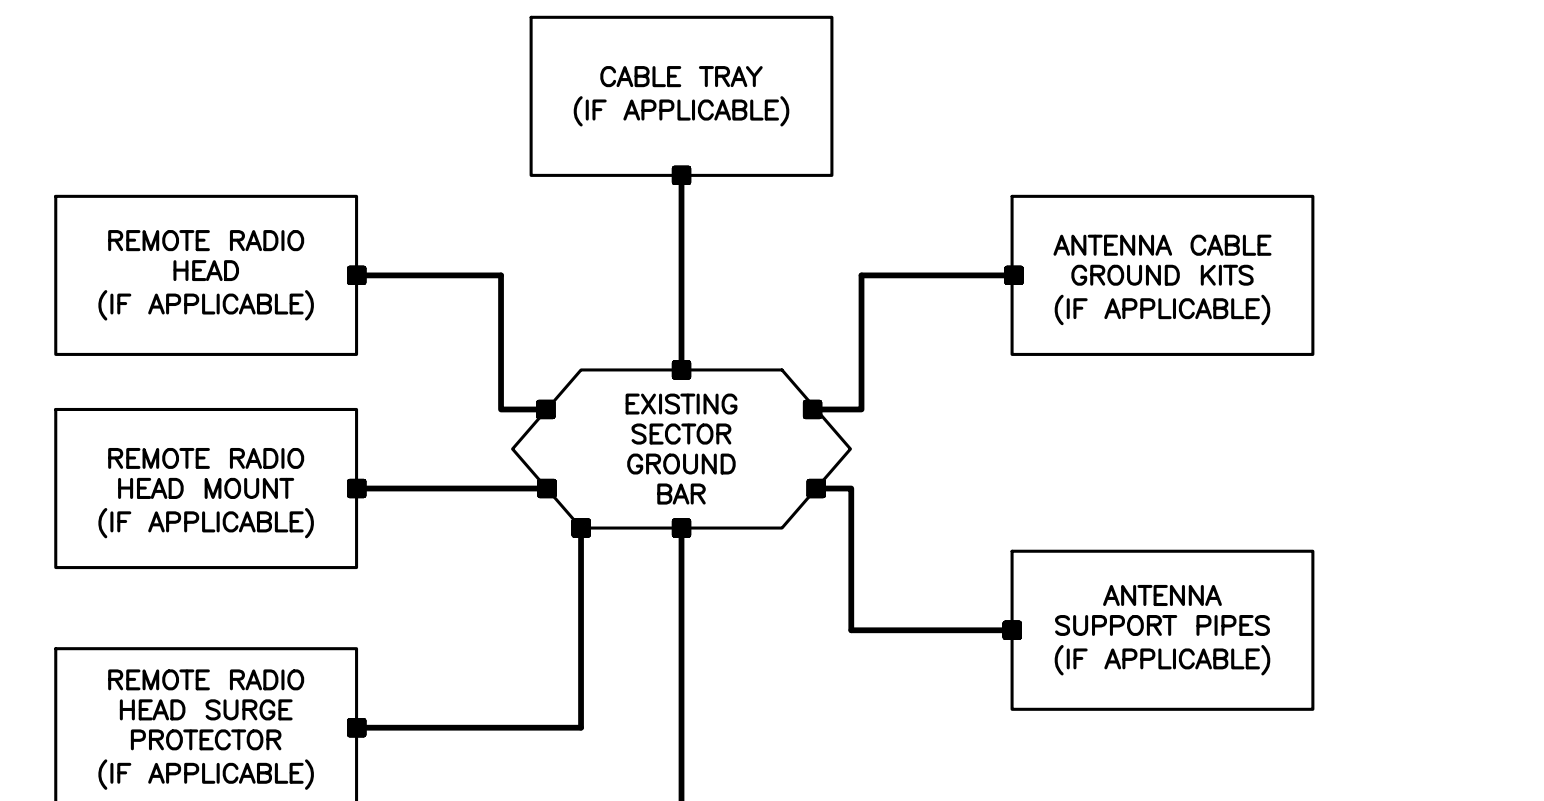 CABLE TRAY
(IF APPLICABLE)
REMOTE RADIO
HEAD
(IF APPLICABLE)
ANTENNA CABLE
GROUND KITS
(IF APPLICABLE)
EXISTING
SECTOR
GROUND
BAR
REMOTE RADIO
HEAD MOUNT
(IF APPLICABLE)
ANTENNA
SUPPORT PIPES
(IF APPLICABLE)
REMOTE RADIO
HEAD SURGE
PROTECTOR
(IF APPLICABLE)